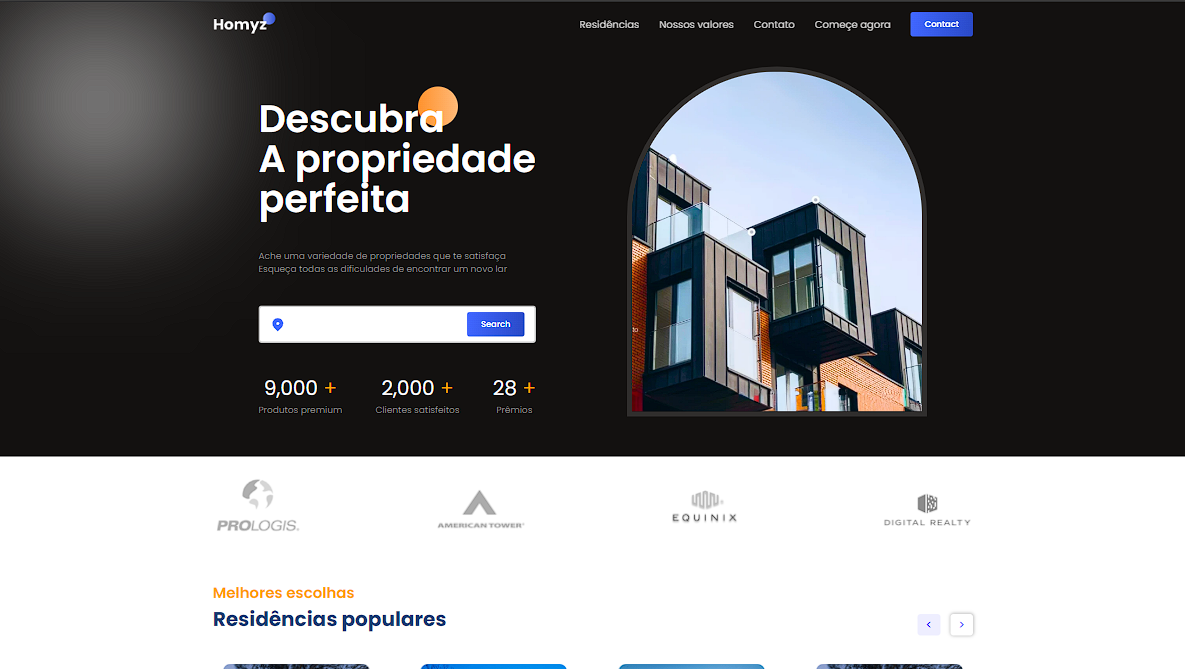 Homyz
Residências
Nossos valores
Contato
Começe agora
Contact
Descubra
A propriedade
perfeita
Ache uma variedade de propriedades que te satisfaça
Esqueça todas as dificulades de encontrar um novo lar
Search
9,000 +
2,000 +
28 +
Produtos premium
Clientes satisfeitos
Prêmios
to
PROLOGIS.
AMERICAN TOWER
EQUINIX
DIGITAL REALTY
Melhores escolhas
Residências populares